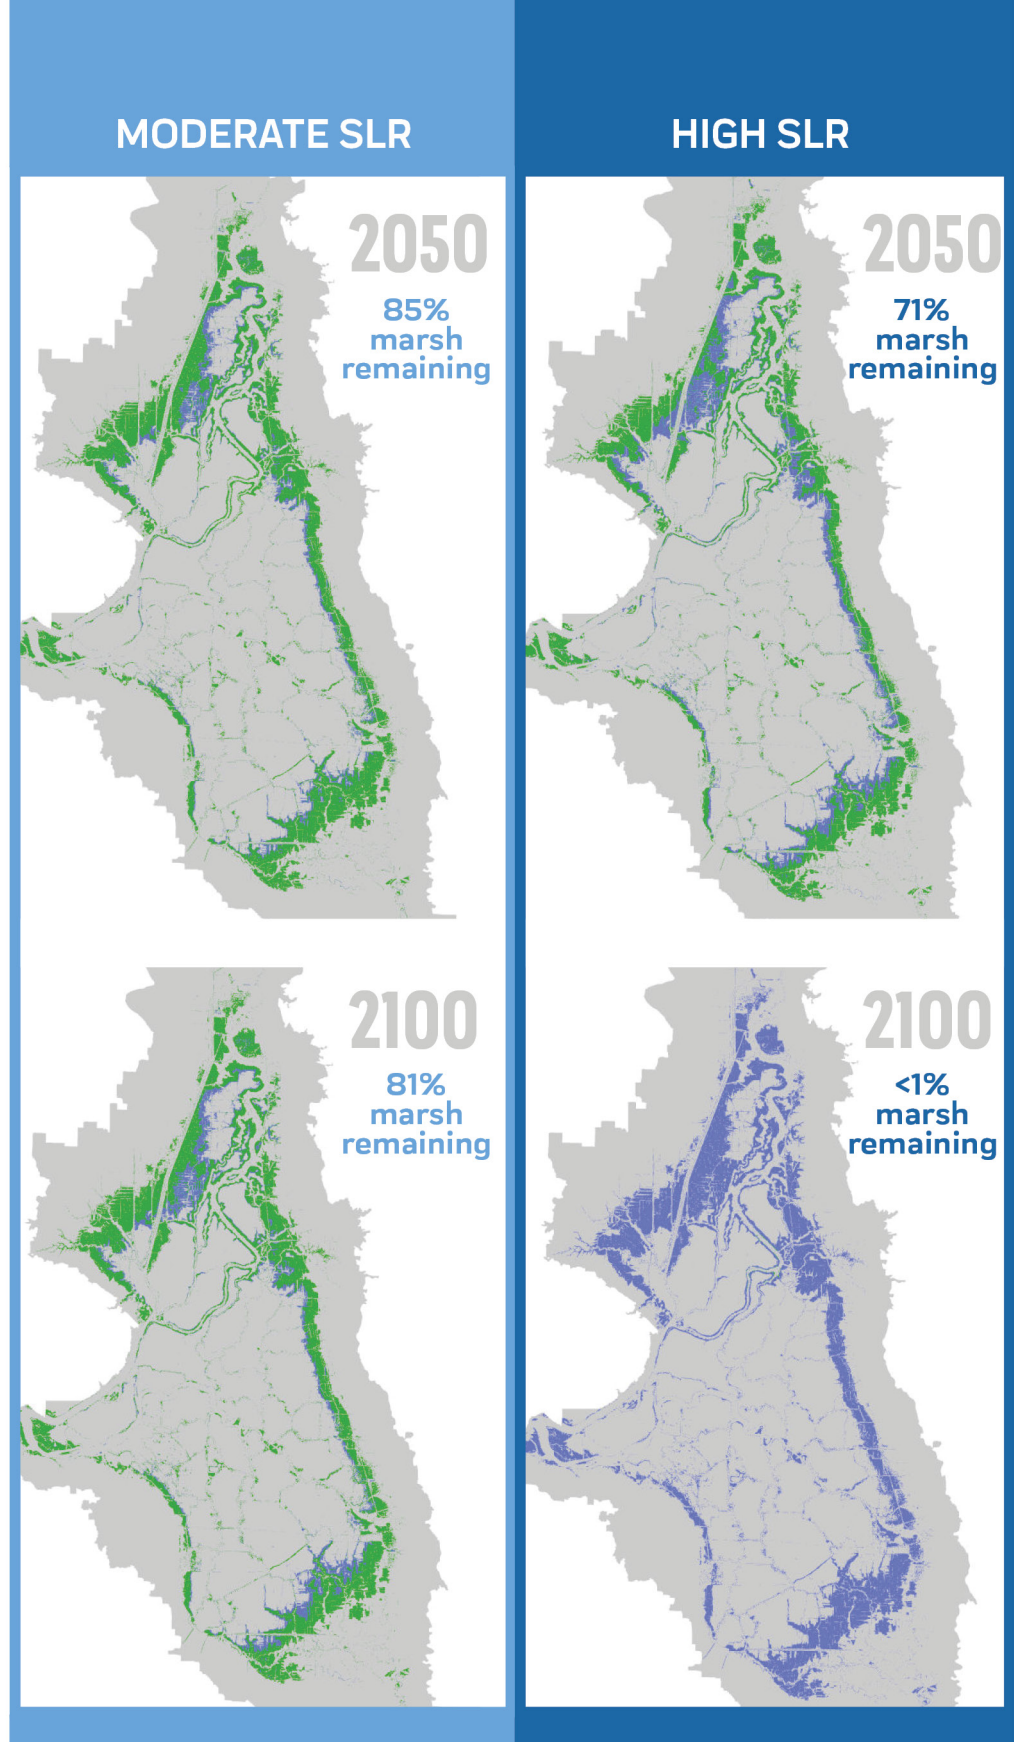 MODERATE SLR
HIGH SLR
2050
85%
marsh
remaining
2050
71%
marsh
remaining
2100
81%
marsh
remaining
2100
<1%
marsh
remaining